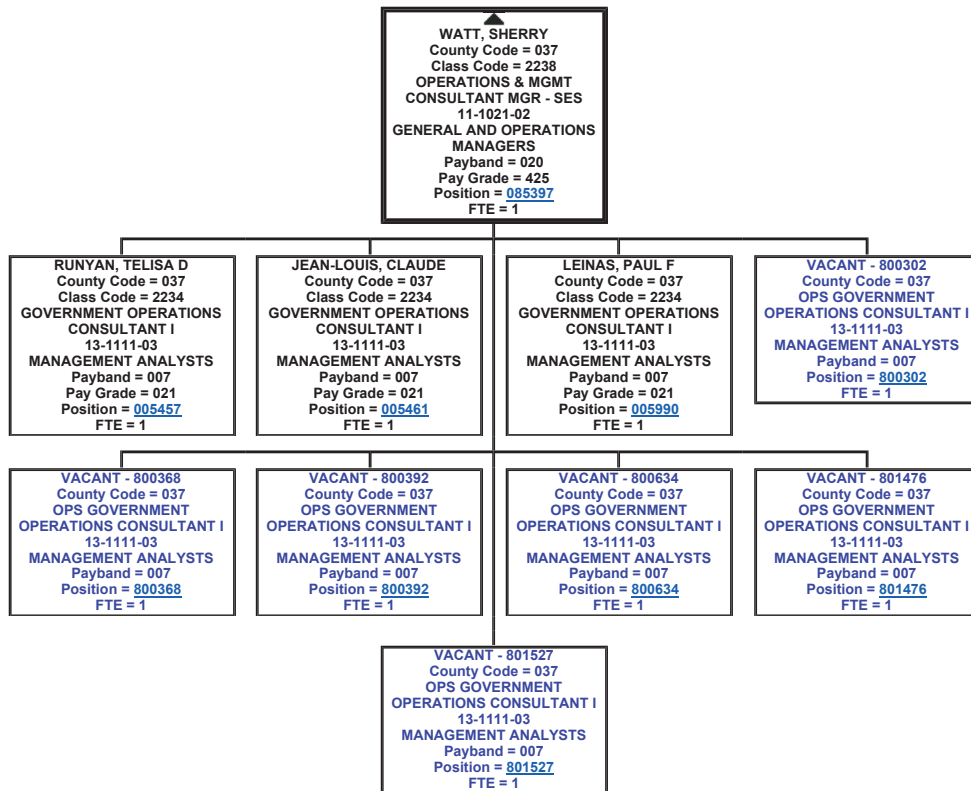 WATT, SHERRY
County Code = 037
Class Code = 2238
OPERATIONS & MGMT
CONSULTANT MGR - SES
11-1021-02
GENERAL AND OPERATIONS
MANAGERS
Payband = 020
Pay Grade = 425
Position = 085397
FTE = 1
RUNYAN, TELISA D
County Code = 037
Class Code = 2234
GOVERNMENT OPERATIONS
CONSULTANT I
13-1111-03
MANAGEMENT ANALYSTS
Payband = 007
Pay Grade = 021
Position = 005457
FTE = 1
JEAN-LOUIS, CLAUDE
County Code = 037
Class Code = 2234
GOVERNMENT OPERATIONS
CONSULTANT I
13-1111-03
MANAGEMENT ANALYSTS
Payband = 007
Pay Grade = 021
Position = 005461
FTE = 1
LEINAS, PAUL F
County Code = 037
Class Code = 2234
GOVERNMENT OPERATIONS
CONSULTANT I
13-1111-03
MANAGEMENT ANALYSTS
Payband = 007
Pay Grade = 021
Position = 005990
FTE = 1
VACANT - 800302
County Code = 037
OPS GOVERNMENT
OPERATIONS CONSULTANT I
13-1111-03
MANAGEMENT ANALYSTS
Payband = 007
Position = 800302
FTE = 1
VACANT - 800368
County Code = 037
OPS GOVERNMENT
OPERATIONS CONSULTANT I
13-1111-03
MANAGEMENT ANALYSTS
Payband = 007
Position = 800368
FTE = 1
VACANT - 800392
County Code = 037
OPS GOVERNMENT
OPERATIONS CONSULTANT I
13-1111-03
MANAGEMENT ANALYSTS
Payband = 007
Position = 800392
FTE = 1
VACANT - 800634
County Code = 037
OPS GOVERNMENT
OPERATIONS CONSULTANT I
13-1111-03
MANAGEMENT ANALYSTS
Payband = 007
Position = 800634
FTE = 1
VACANT - 801476
County Code = 037
OPS GOVERNMENT
OPERATIONS CONSULTANT I
13-1111-03
MANAGEMENT ANALYSTS
Payband = 007
Position = 801476
FTE = 1
VACANT - 801527
County Code = 037
OPS GOVERNMENT
OPERATIONS CONSULTANT I
13-1111-03
MANAGEMENT ANALYSTS
Payband = 007
Position = 801527
FTE = 1